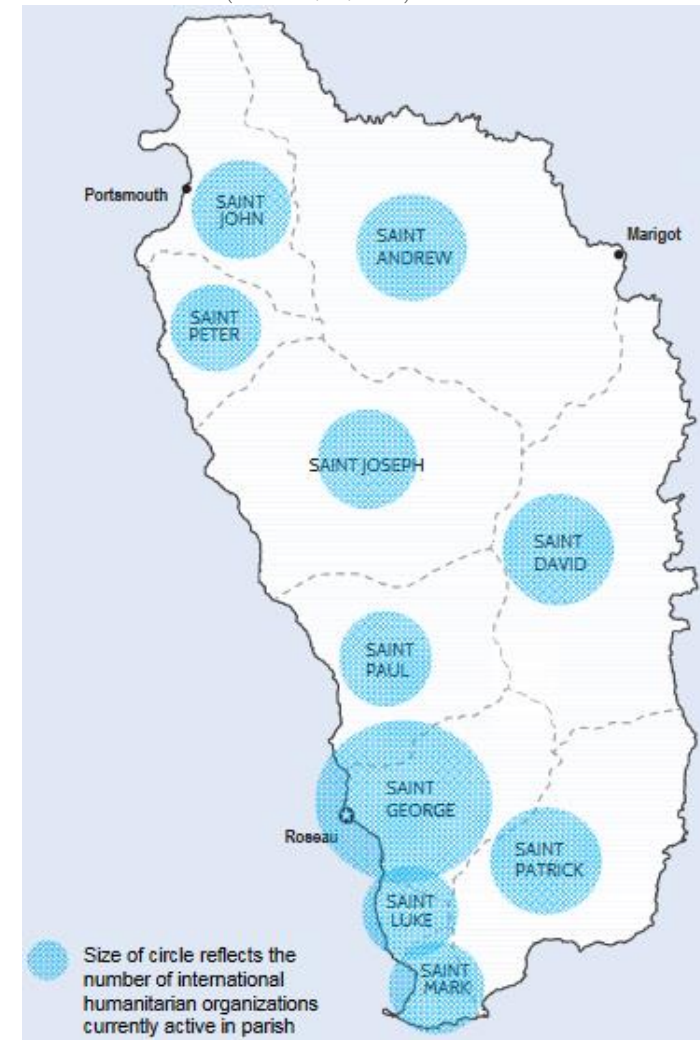 Portsmouth
SAINT
JOHN
SAINT
ANDREW
Marigot
SAINT
PETER
SAINT JOSEPH
SAINT
DAVID
SAINT
PAUL
SAINT
GEORGE
Roseau
SAINT
PATRICK
SAINT
LUKE
SAINT
MARK
Size of circle reflects the
number of international
humanitarian organizations
currently active in parish